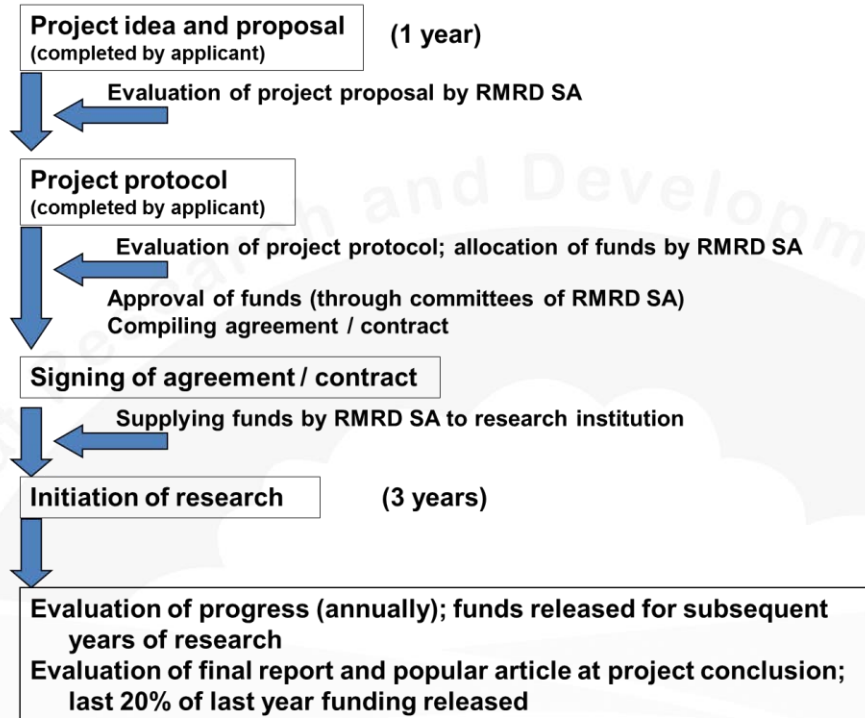 Project idea and proposal (1 year)
(completed by applicant)
Evaluation of project proposal by RMRD SA
Project protocol
(completed by applicant)
Evaluation of project protocol; allocation of funds by RMRD SA
Approval of funds (through committees of RMRD SA)
Compiling agreement / contract
Signing of agreement / contract
Supplying funds by RMRD SA to research institution
Initiation of research (3 years)
Evaluation of progress (annually); funds released for subsequent
years of research
Evaluation of final report and popular article at project conclusion;
last 20% of last year funding released
Research and Developm